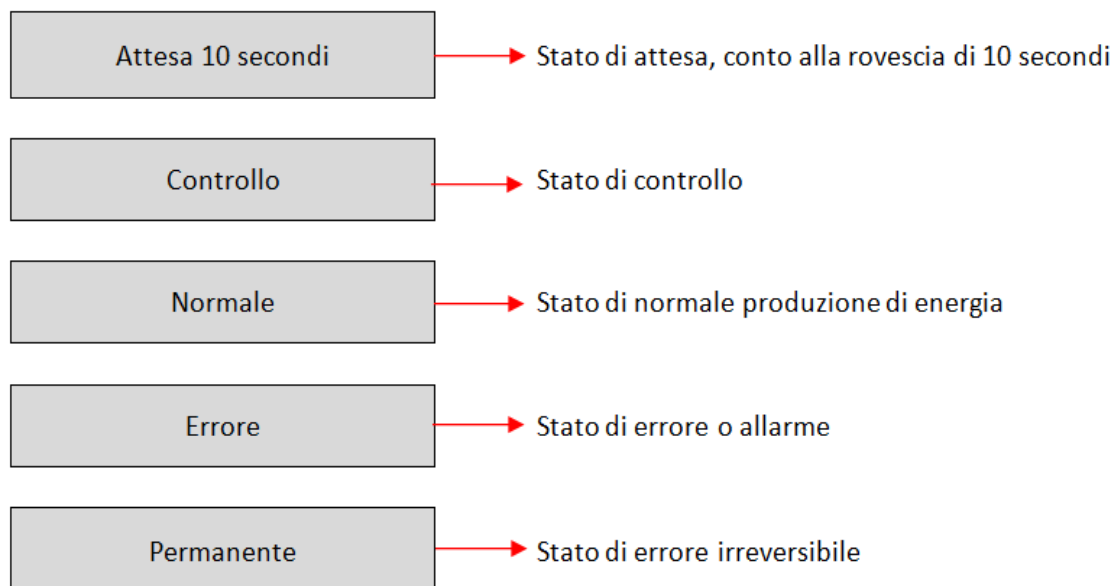 Attesa 10 secondi Stato di attesa, conto alla rovescia di 10 secondi
Controllo Stato di controllo
Normale Stato di normale produzione di energia
Errore Stato di errore o allarme
Permanente Stato di errore irreversibile